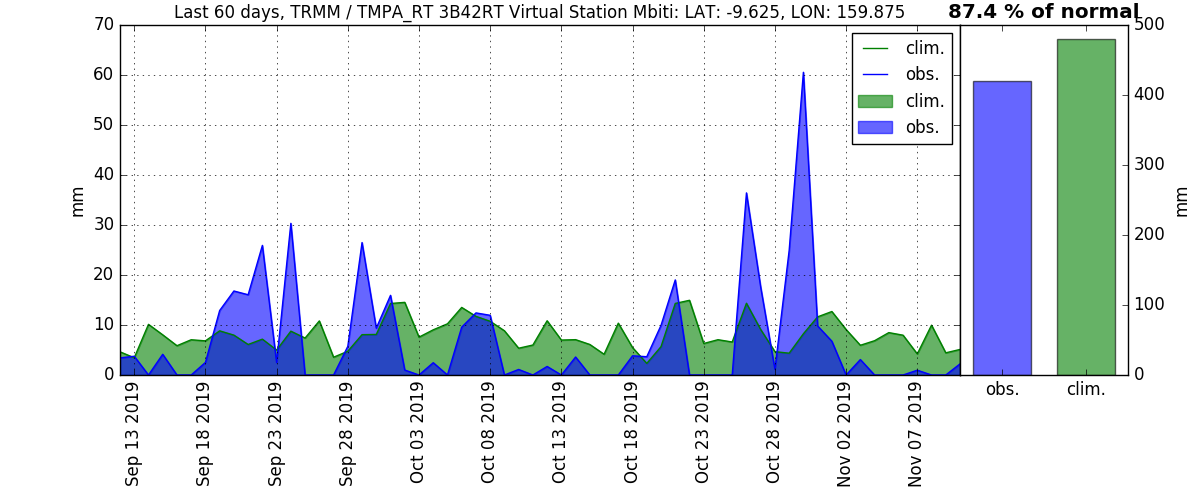 Last 60 days, TRMM / TMPA_RT 3B42RT Virtual Station Mbiti: LAT: -9.625, LON: 159.875
87.4 % of normal
70
60
50
40
30
20
10
0
mm
clim.
obs.
clim.
obs.
500
400
300
200
100
0
mm
obs.
clim.
Sep 13 2019
Sep 18 2019
Sep 23 2019
Sep 28 2019
Oct 03 2019
Oct 08 2019
Oct 13 2019
Oct 18 2019
Oct 23 2019
Oct 28 2019
Nov 02 2019
Nov 07 2019